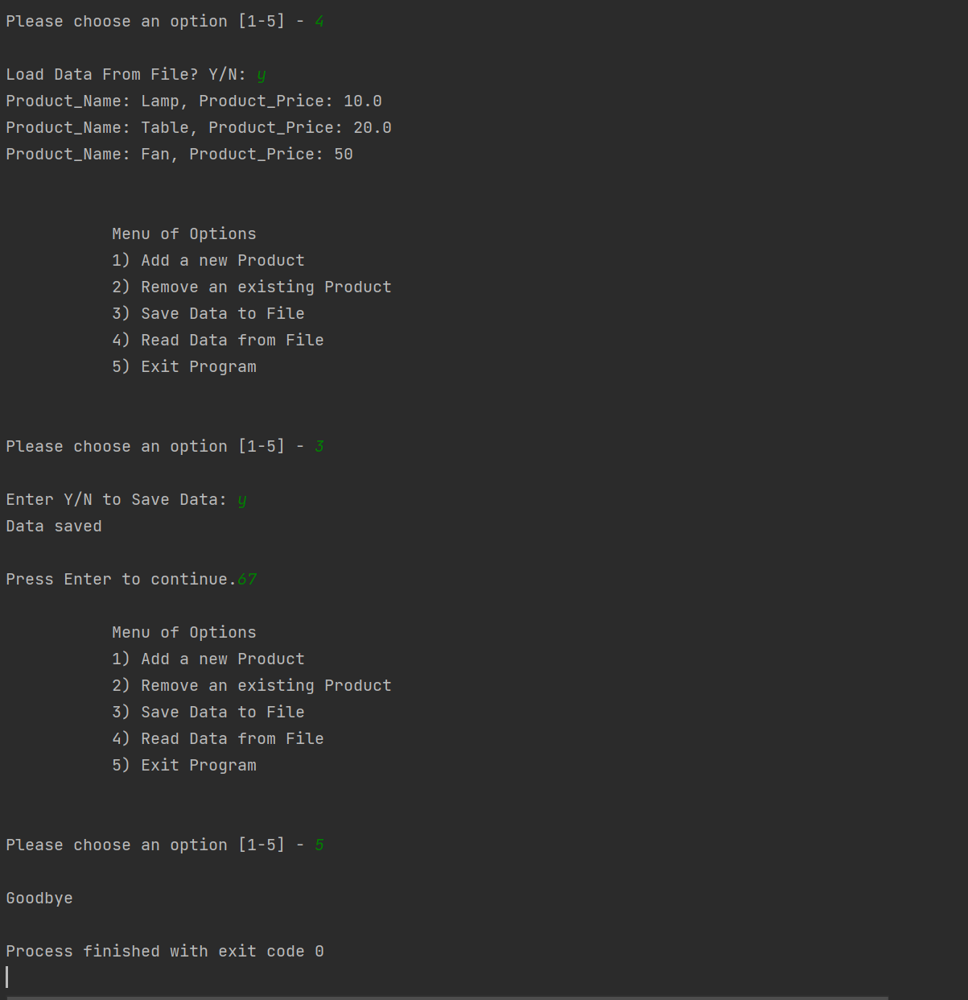 Please choose an option [1-5] - 4
Load Data From File? Y/N: y
Product_Name: Lamp, Product_Price: 10.0
Product_Name: Table, Product_Price: 20.0
Product_Name: Fan, Product_Price: 50
Menu of Options
1) Add a new Product
2) Remove an existing Product
3) Save Data to File
4) Read Data from File
5) Exit Program
Please choose an option [1-5] - 3
Enter Y/N to Save Data: y
Data saved
Press Enter to continue.67
Menu of Options
1) Add a new Product
2) Remove an existing Product
3) Save Data to File
4) Read Data from File
5) Exit Program
Please choose an option [1-5] - 5
Goodbye
Process finished with exit code 0